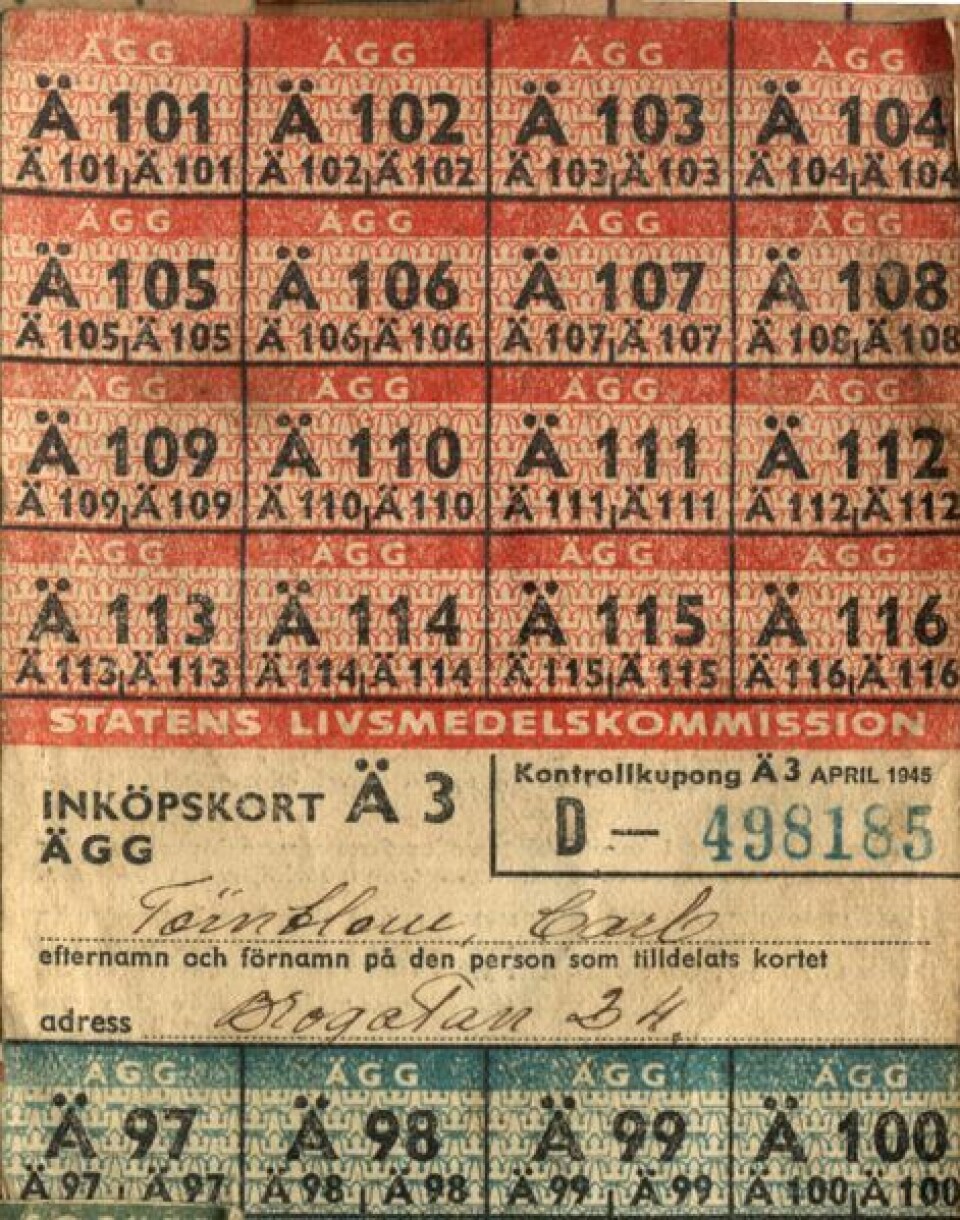 ÄGG ÄGG ÄGG ÄGG
Ä 101 Ä 102 Ä 103 Ä 104
Ä 101 Ä 101 Ä 102 Ä 102 Ä 103 Ä 103 Ä 104 Ä 104
ÄGG ÄGG ÄGG ÄGG
Ä 105 Ä 106 Ä 107 Ä 108
Ä 105 Ä 105 Ä 106 Ä 106 Ä 107 Ä 107 Ä 108 Ä 108
ÄGG ÄGG ÄGG ÄGG
Ä 109 Ä 110 Ä 111 Ä 112
Ä 109 Ä 109 Ä 110 Ä 110 Ä 111 Ä 111 Ä 112 Ä 112
ÄGG ÄGG ÄGG ÄGG
Ä 113 Ä 114 Ä 115 Ä 116
Ä 113 Ä 113 Ä 114 Ä 114 Ä 115 Ä 115 Ä 116 Ä 116
STATENS LIVSMEDELSKOMMISSION
INKÖPSKORT Ä 3
ÄGG
Kontrollkupong Ä 3 APRIL 1945
D — 498185
Törnblom, Carl
efternamn och förnamn på den person som tilldelats kortet
adress Brogatan 34.
ÄGG ÄGG ÄGG ÄGG
Ä 97 Ä 98 Ä 99 Ä 100
Ä 97 Ä 97 Ä 98 Ä 98 Ä 99 Ä 99 Ä 100 Ä 100